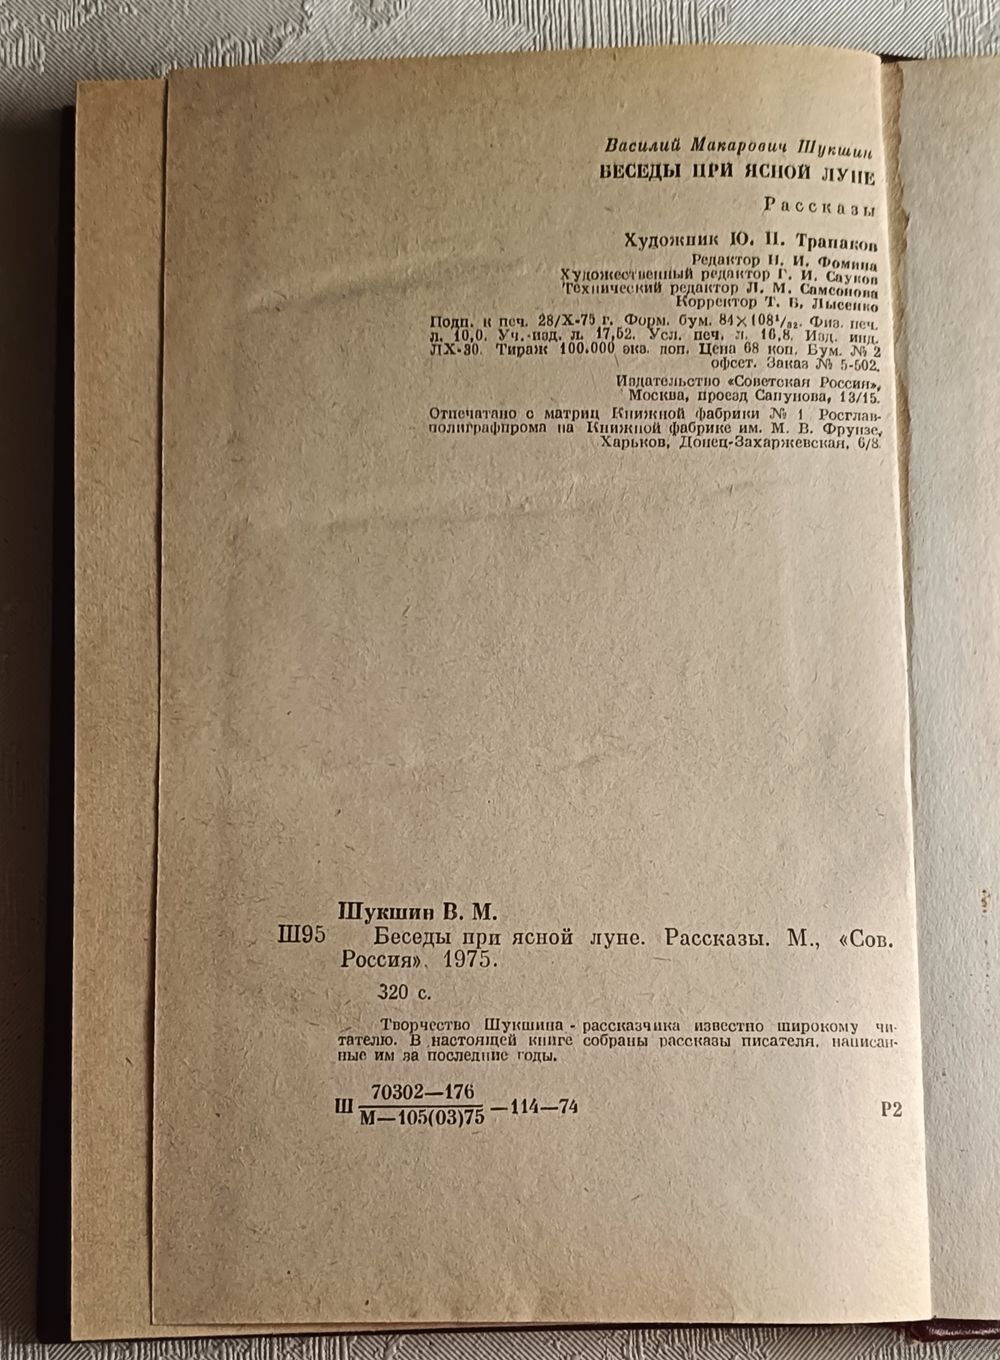 Василий Макарович Шукшин
БЕСЕДЫ ПРИ ЯСНОЙ ЛУНЕ
Рассказы
Художник Ю. П. Трапаков
Редактор Н. И. Фомина
Художественный редактор Г. И. Сауков
Технический редактор Л. М. Самсонова
Корректор Т. Б. Лысенко
Подп. к печ. 28/X-75 г. Форм. бум. 84×108¹/₃₂. Физ. печ.
л. 10,0. Уч.-изд. л. 17,52. Усл. печ. л. 16,8. Изд. инд.
ЛХ-30. Тираж 100.000 экз. доп. Цена 68 коп. Бум. № 2
офсет. Заказ № 5-502.
Издательство «Советская Россия»,
Москва, проезд Сапунова, 13/15.
Отпечатано с матриц Книжной фабрики № 1 Росглав-
полиграфпрома на Книжной фабрике им. М. В. Фрунзе,
Харьков, Донец-Захаржевская, 6/8.
Шукшин В. М.
Ш95 Беседы при ясной луне. Рассказы. М., «Сов.
Россия», 1975.
320 с.
Творчество Шукшина - рассказчика известно широкому чи-
тателю. В настоящей книге собраны рассказы писателя, написан-
ные им за последние годы.
70302—176
Ш —114—74 Р2
М—105(03)75